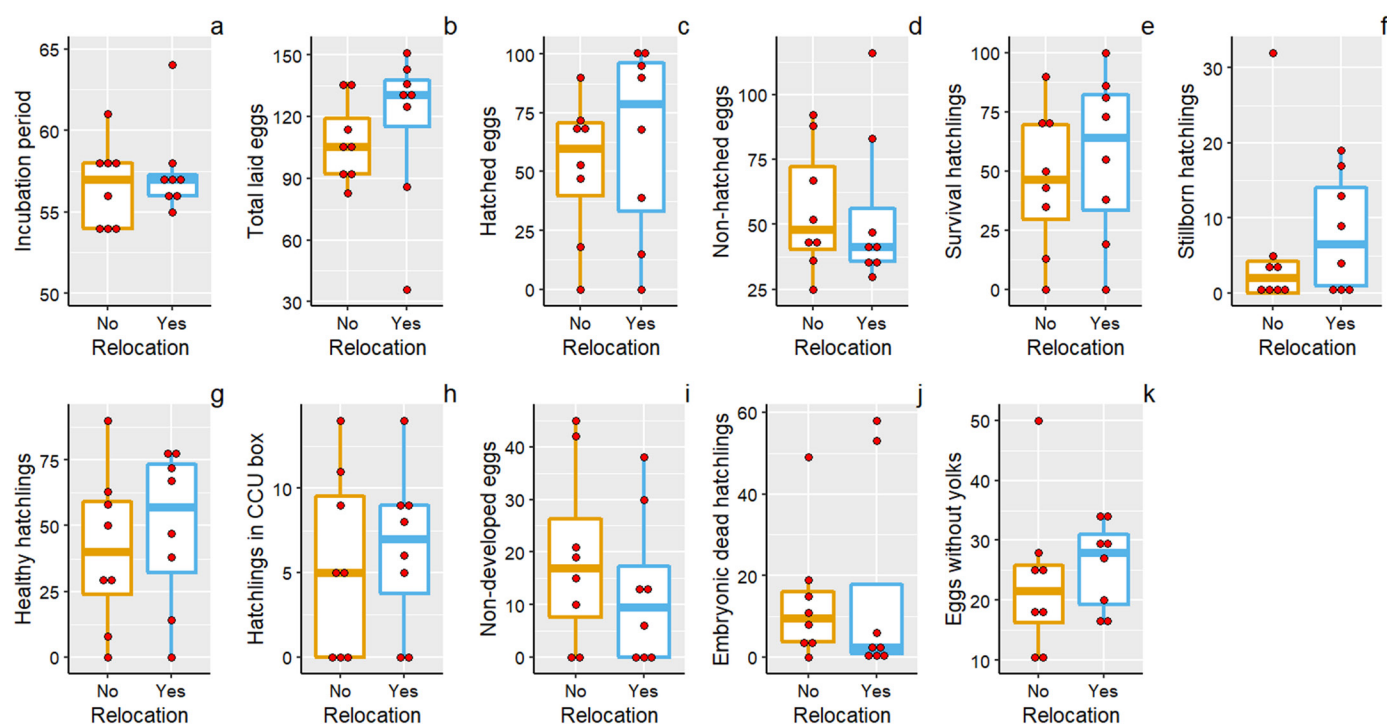 a
Incubation period
65
60
55
50
No Yes
Relocation
b
Total laid eggs
150
120
90
60
30
No Yes
Relocation
c
Hatched eggs
100
75
50
25
0
No Yes
Relocation
d
Non-hatched eggs
100
75
50
25
No Yes
Relocation
e
Survival hatchlings
100
75
50
25
0
No Yes
Relocation
f
Stillborn hatchlings
30
20
10
0
No Yes
Relocation
g
Healthy hatchlings
75
50
25
0
No Yes
Relocation
h
Hatchlings in CCU box
10
5
0
No Yes
Relocation
i
Non-developed eggs
40
30
20
10
0
No Yes
Relocation
j
Embryonic dead hatchlings
60
40
20
0
No Yes
Relocation
k
Eggs without yolks
50
40
30
20
10
No Yes
Relocation